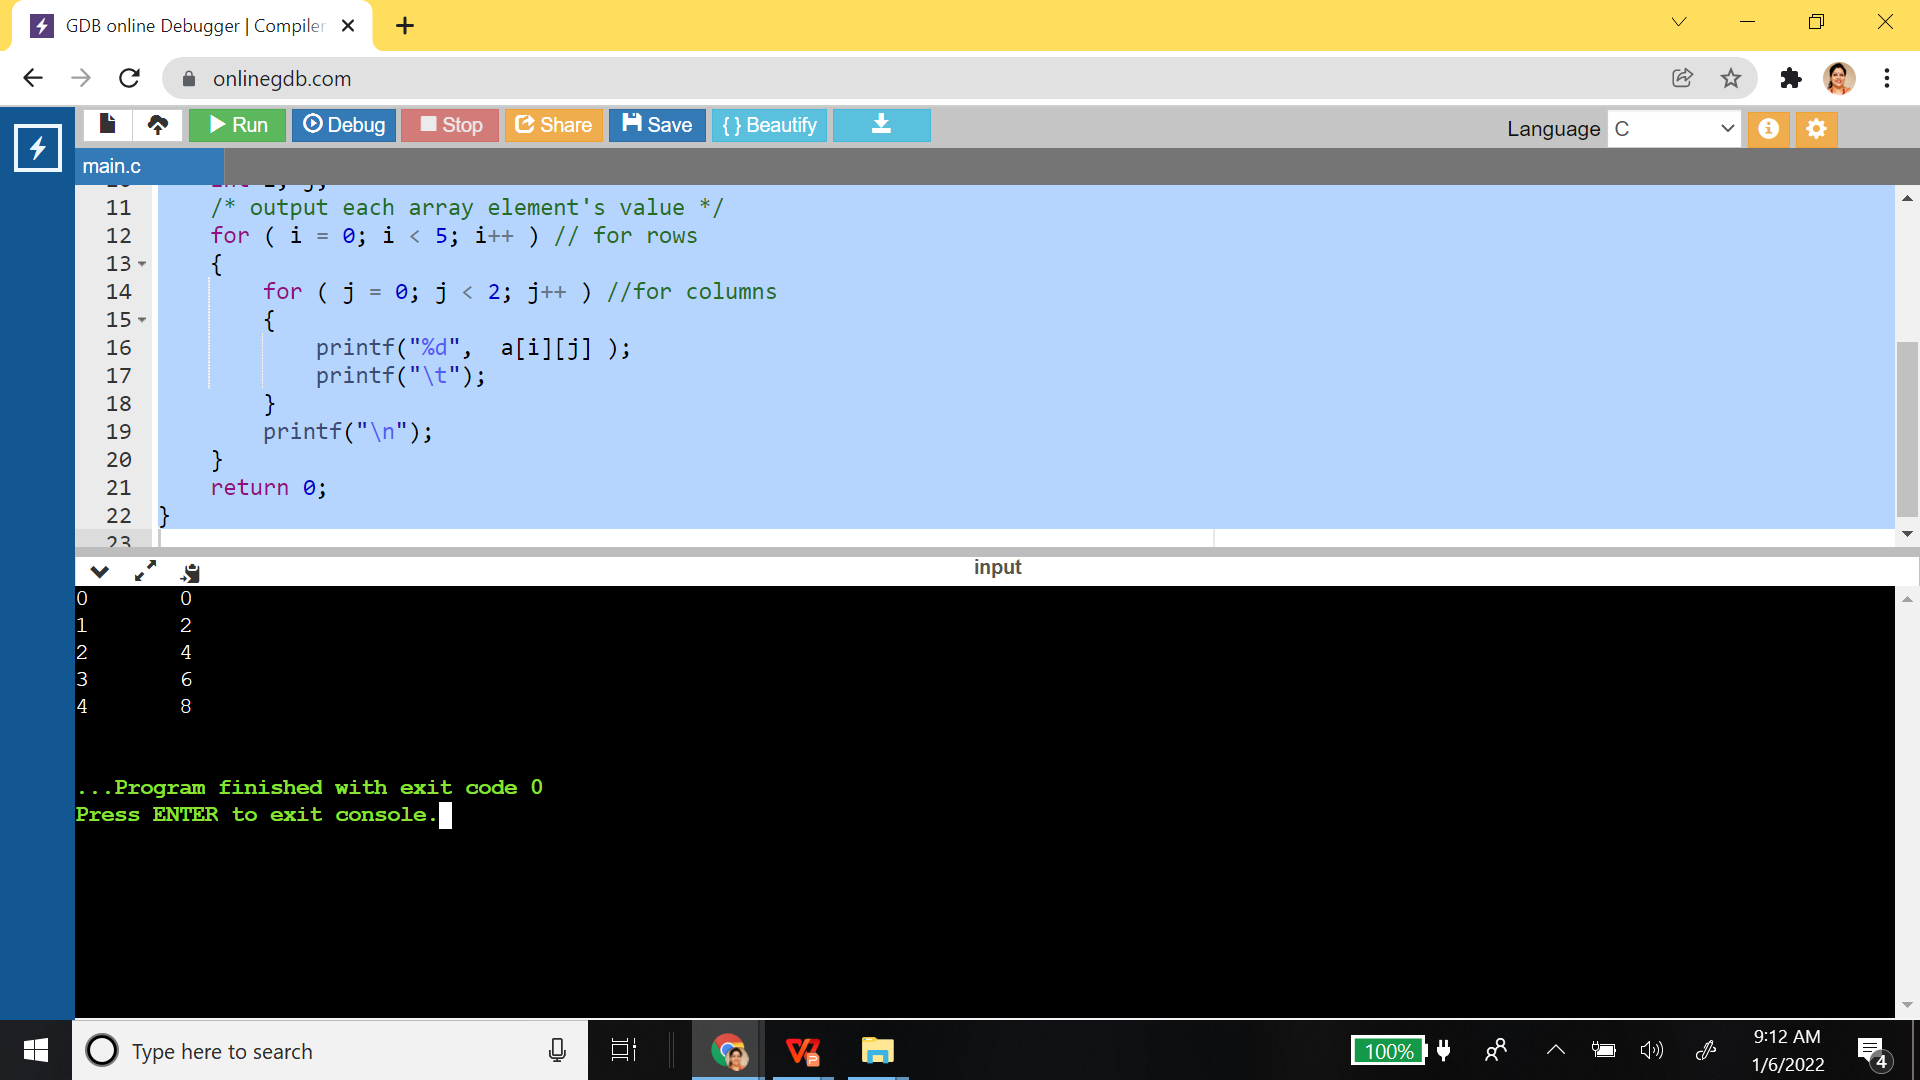 GDB online Debugger | Compiler
onlinegdb.com
Run Debug Stop Share Save { } Beautify Language C
main.c
11 /* output each array element's value */
12 for ( i = 0; i < 5; i++ ) // for rows
13 {
14 for ( j = 0; j < 2; j++ ) //for columns
15 {
16 printf("%d",  a[i][j] );
17 printf("\t");
18 }
19 printf("\n");
20 }
21 return 0;
22 }
23
input
0 0
1 2
2 4
3 6
4 8
...Program finished with exit code 0
Press ENTER to exit console.
Type here to search
100%
9:12 AM
1/6/2022
4